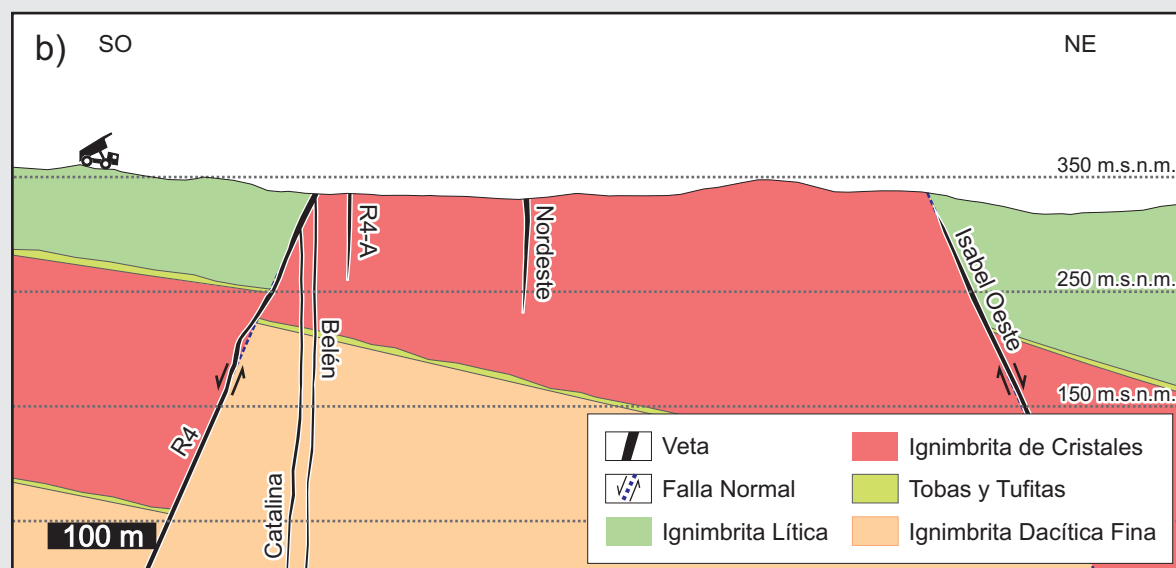 b)
SO
NE
350 m.s.n.m.
R4-A
Nordeste
Isabel Oeste
250 m.s.n.m.
Belén
150 m.s.n.m.
R4
Catalina
100 m
Veta
Falla Normal
Ignimbrita Lítica
Ignimbrita de Cristales
Tobas y Tufitas
Ignimbrita Dacítica Fina